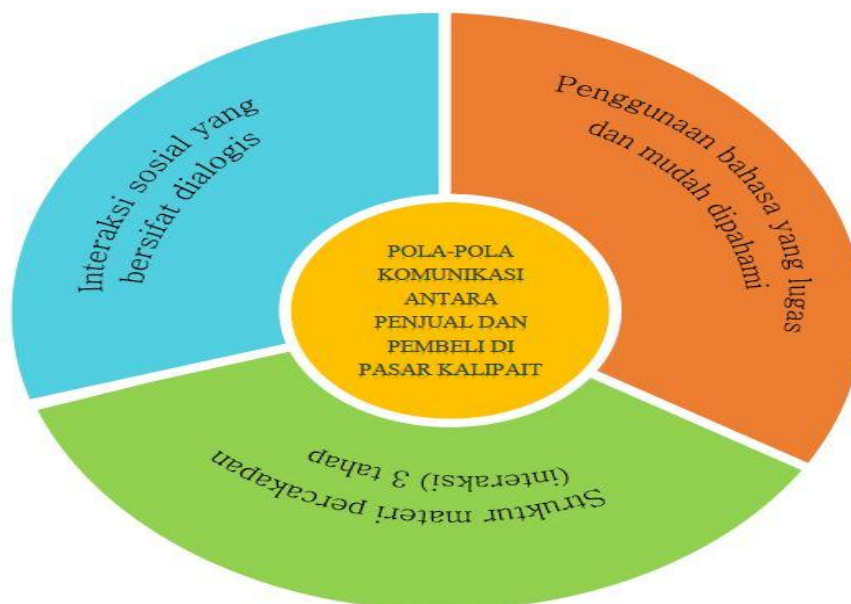 POLA-POLA
KOMUNIKASI
ANTARA
PENJUAL DAN
PEMBELI DI
PASAR KALIPAIT
Penggunaan bahasa yang lugas
dan mudah dipahami
Struktur materi percakapan
(interaksi) 3 tahap
Interaksi sosial yang
bersifat dialogis